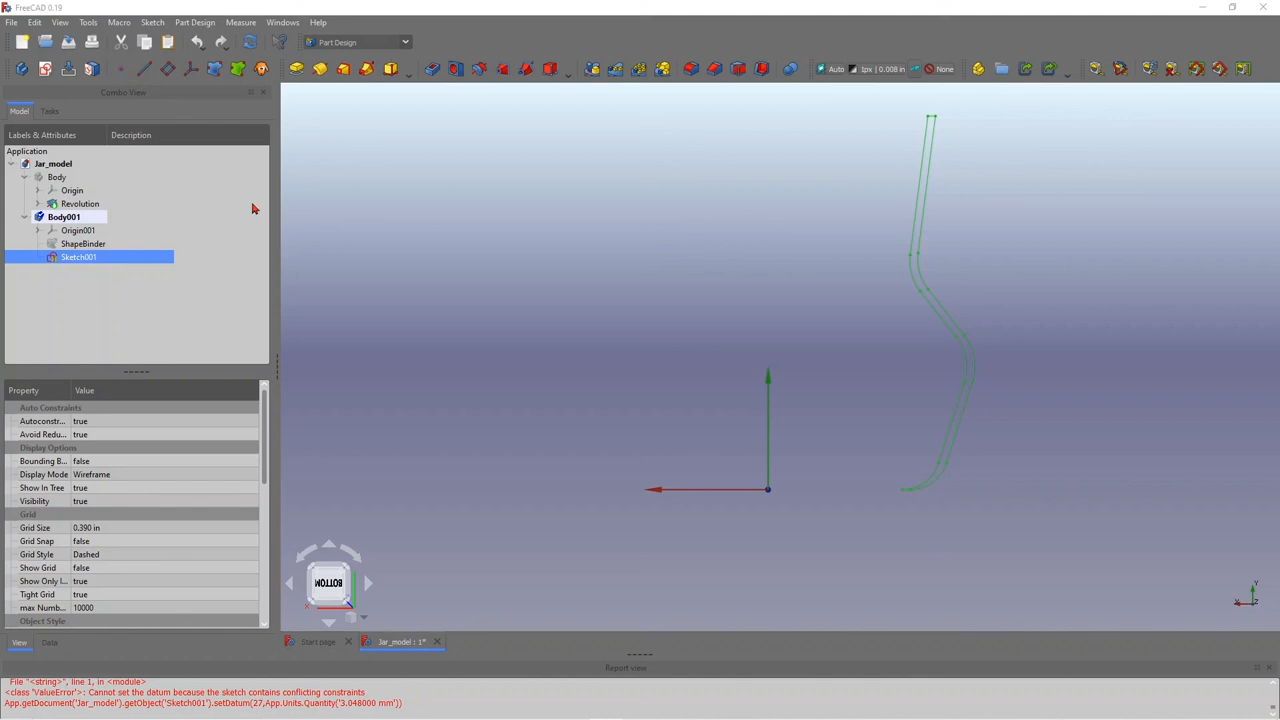 FreeCAD 0.19
File Edit View Tools Macro Sketch Part Design Measure Windows Help
Part Design
Auto 1px | 0.008 in None
Combo View
Model Tasks
Labels & Attributes Description
Application
Jar_model
Body
Origin
Revolution
Body001
Origin001
ShapeBinder
Sketch001
Property Value
Auto Constraints
Autoconstr... true
Avoid Redu... true
Display Options
Bounding B... false
Display Mode Wireframe
Show In Tree true
Visibility true
Grid
Grid Size 0.390 in
Grid Snap false
Grid Style Dashed
Show Grid false
Show Only I... true
Tight Grid true
max Numb... 10000
Object Style
View Data
BOTTOM
X
Y
X Z
Start page Jar_model : 1*
Report view
File "<string>", line 1, in <module>
<class 'ValueError'>: Cannot set the datum because the sketch contains conflicting constraints
App.getDocument('Jar_model').getObject('Sketch001').setDatum(27,App.Units.Quantity('3.048000 mm'))